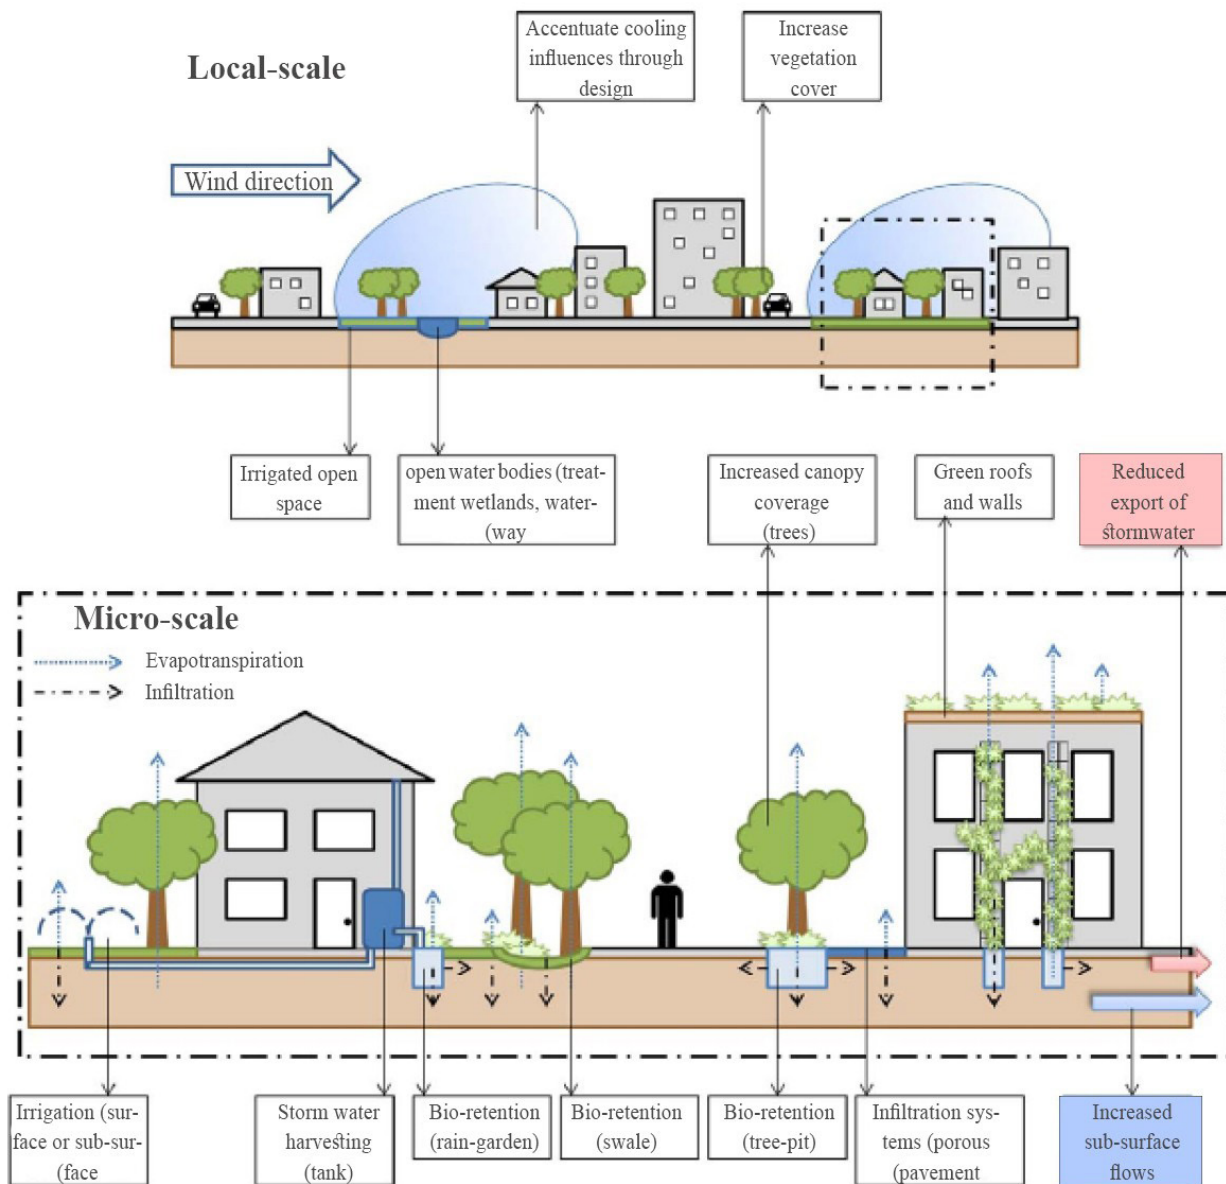 Local-scale
Accentuate cooling
influences through
design
Increase
vegetation
cover
Wind direction
Irrigated open
space
open water bodies (treat-
ment wetlands, water-
(way
Increased canopy
coverage
(trees)
Green roofs
and walls
Reduced
export of
stormwater
Micro-scale
Evapotranspiration
Infiltration
Irrigation (sur-
face or sub-sur-
(face
Storm water
harvesting
(tank)
Bio-retention
(rain-garden)
Bio-retention
(swale)
Bio-retention
(tree-pit)
Infiltration sys-
tems (porous
(pavement
Increased
sub-surface
flows